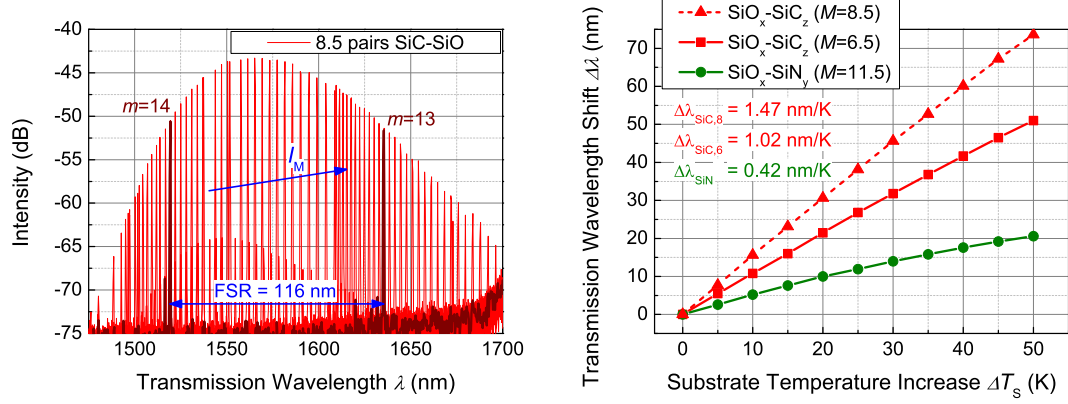 8.5 pairs SiC-SiO
m=14
m=13
I_M
FSR = 116 nm
Intensity (dB)
-40
-45
-50
-55
-60
-65
-70
-75
1500
1550
1600
1650
1700
Transmission Wavelength λ (nm)
SiO_x-SiC_z (M=8.5)
SiO_x-SiC_z (M=6.5)
SiO_x-SiN_y (M=11.5)
Δλ_SiC,8 = 1.47 nm/K
Δλ_SiC,6 = 1.02 nm/K
Δλ_SiN = 0.42 nm/K
Transmission Wavelength Shift Δλ (nm)
70
60
50
40
30
20
10
0
0
10
20
30
40
50
Substrate Temperature Increase ΔT_S (K)